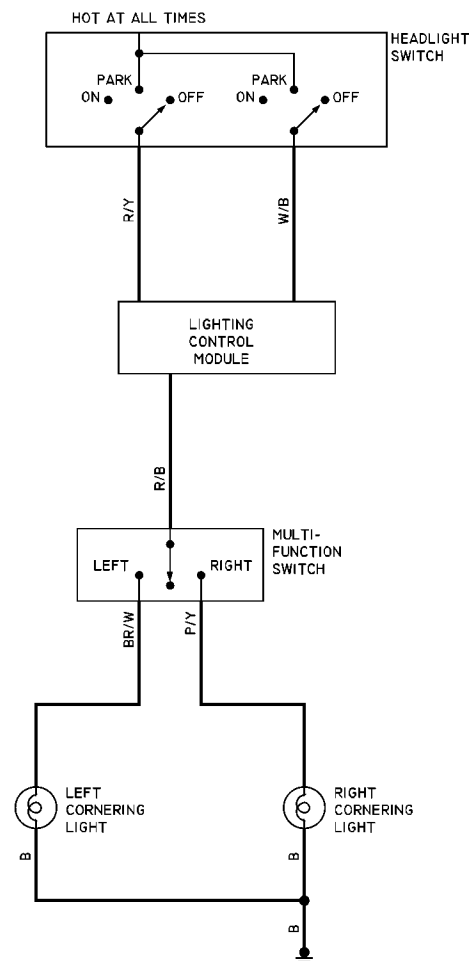 HOT AT ALL TIMES
HEADLIGHT
SWITCH
PARK
PARK
ON
OFF
ON
OFF
R/Y
W/B
LIGHTING
CONTROL
MODULE
R/B
MULTI-
FUNCTION
SWITCH
LEFT
RIGHT
BR/W
P/Y
LEFT
CORNERING
LIGHT
RIGHT
CORNERING
LIGHT
B
B
B